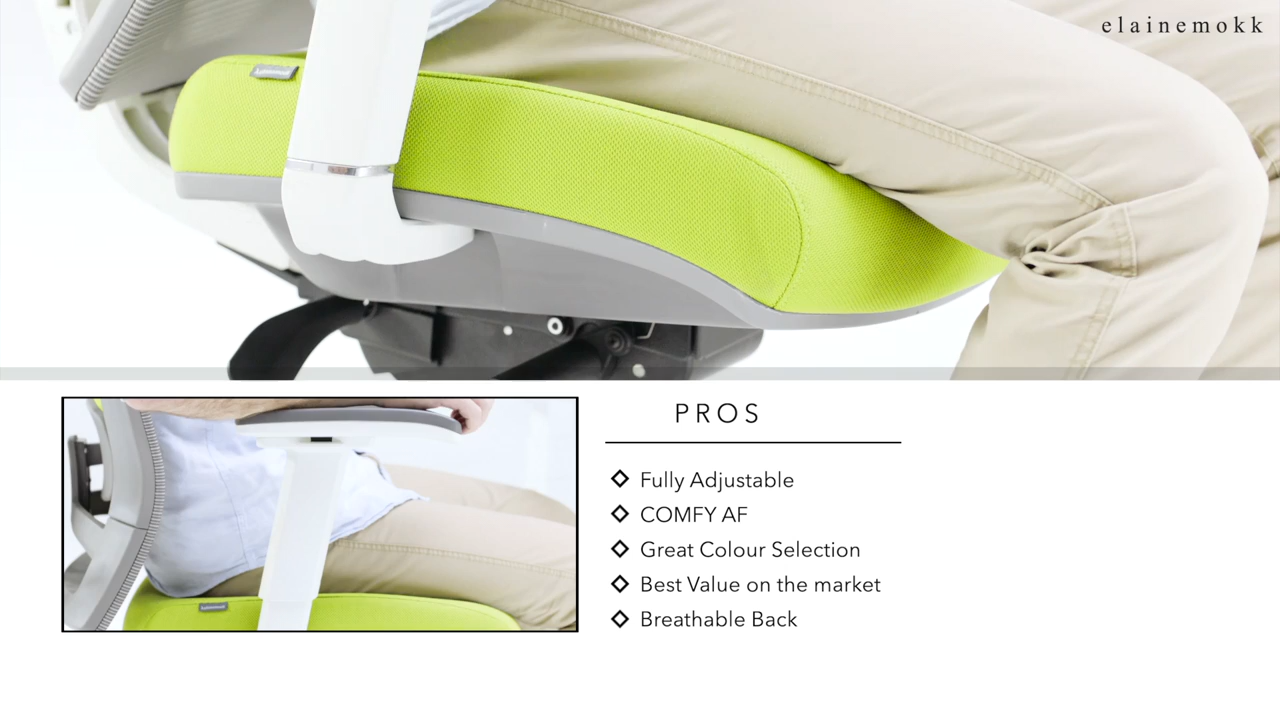 elainemokk
PROS
Fully Adjustable
COMFY AF
Great Colour Selection
Best Value on the market
Breathable Back